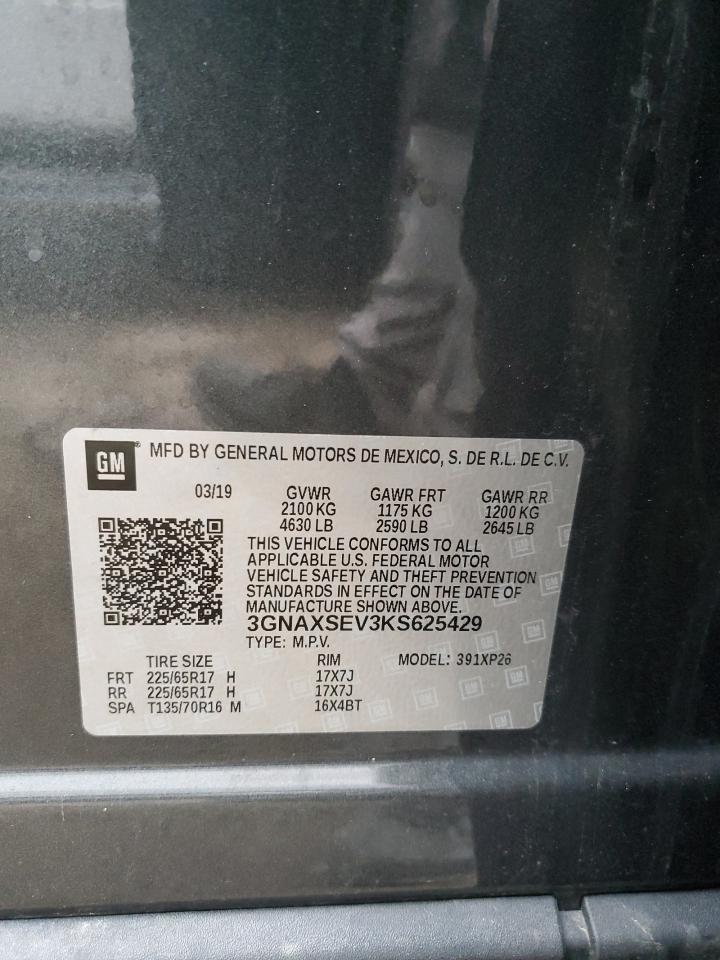 GM ® MFD BY GENERAL MOTORS DE MEXICO, S. DE R.L. DE C.V.
03/19 GVWR GAWR FRT GAWR RR
2100 KG 1175 KG 1200 KG
4630 LB 2590 LB 2645 LB
THIS VEHICLE CONFORMS TO ALL
APPLICABLE U.S. FEDERAL MOTOR
VEHICLE SAFETY AND THEFT PREVENTION
STANDARDS IN EFFECT ON THE DATE OF
MANUFACTURE SHOWN ABOVE.
3GNAXSEV3KS625429
TYPE: M.P.V.
TIRE SIZE RIM MODEL: 391XP26
FRT 225/65R17 H 17X7J
RR 225/65R17 H 17X7J
SPA T135/70R16 M 16X4BT